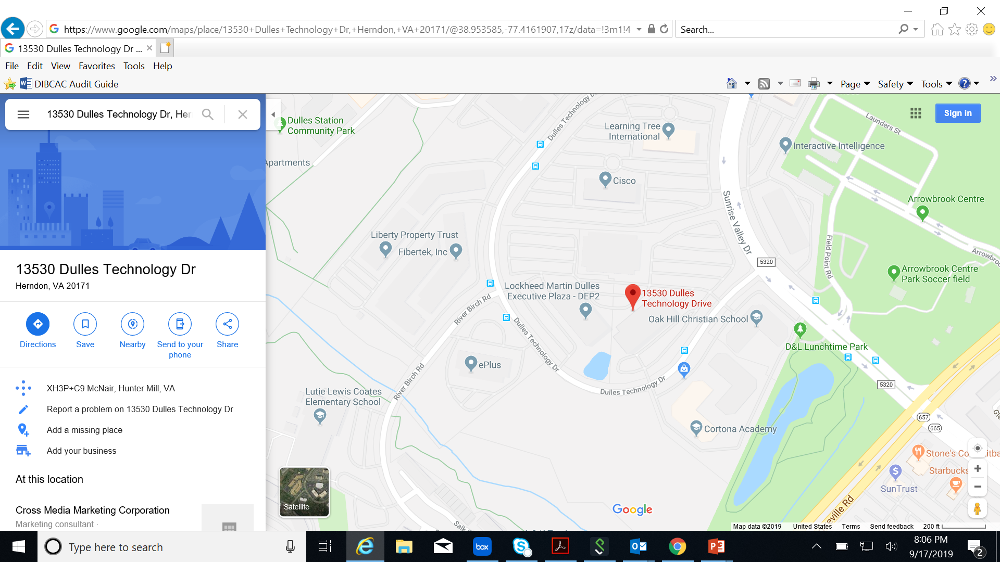 https://www.google.com/maps/place/13530+Dulles+Technology+Dr,+Herndon,+VA+20171/@38.953585,-77.4161907,17z/data=!3m1!4
Search...
13530 Dulles Technology Dr ...
File Edit View Favorites Tools Help
DIBCAC Audit Guide
Page Safety Tools
13530 Dulles Technology Dr, Her
Sign in
13530 Dulles Technology Dr
Herndon, VA 20171
Directions
Save
Nearby
Send to your
phone
Share
XH3P+C9 McNair, Hunter Mill, VA
Report a problem on 13530 Dulles Technology Dr
Add a missing place
Add your business
At this location
Cross Media Marketing Corporation
Marketing consultant ·
Dulles Station
Community Park
Apartments
Dulles Technology Dr
Learning Tree
International
Launders St
Interactive Intelligence
Cisco
Sunrise Valley Dr
Arrowbrook Centre
Liberty Property Trust
Fibertek, Inc
Field Point Rd
Arrowbroo
5320
Arrowbrook Centre
Park Soccer field
Lockheed Martin Dulles
Executive Plaza - DEP2
13530 Dulles
Technology Drive
River Birch Rd
Oak Hill Christian School
Dulles Technology Dr
D&L Lunchtime Park
ePlus
River Birch Rd
Dulles Technology Dr
5320
Lutie Lewis Coates
Elementary School
657
665
Cortona Academy
Stone's Co
Starbucks
SunTrust
eville Rd
Satellite
Google
Map data ©2019 United States Terms Send feedback 200 ft
Type here to search
box
8:06 PM
9/17/2019
2